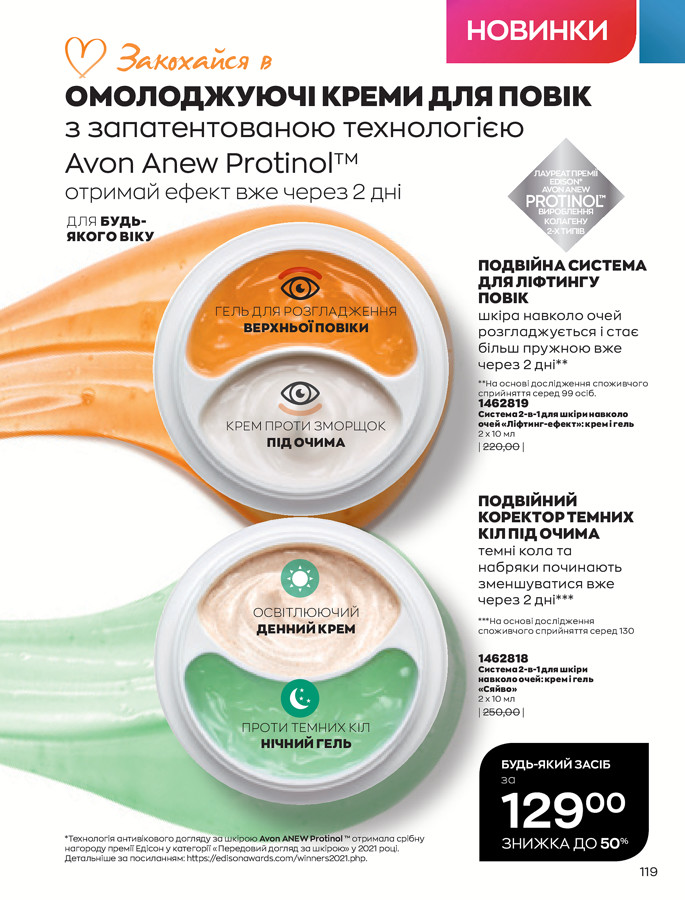 НОВИНКИ
Закохайся в
ОМОЛОДЖУЮЧІ КРЕМИ ДЛЯ ПОВІК
з запатентованою технологією
Avon Anew Protinol™
отримай ефект вже через 2 дні
ДЛЯ БУДЬ-
ЯКОГО ВІКУ
ЛАУРЕАТ ПРЕМІЇ
EDISON*
AVON ANEW
PROTINOL™
ВИРОБЛЕННЯ
КОЛАГЕНУ
2-Х ТИПІВ
ГЕЛЬ ДЛЯ РОЗГЛАДЖЕННЯ
ВЕРХНЬОЇ ПОВІКИ
КРЕМ ПРОТИ ЗМОРЩОК
ПІД ОЧИМА
ПОДВІЙНА СИСТЕМА
ДЛЯ ЛІФТИНГУ
ПОВІК
шкіра навколо очей
розгладжується і стає
більш пружною вже
через 2 дні**
**На основі дослідження споживчого
сприйняття серед 99 осіб.
1462819
Система 2-в-1 для шкіри навколо
очей «Ліфтинг-ефект»: крем і гель
2 х 10 мл
| 220,00 |
ПОДВІЙНИЙ
КОРЕКТОР ТЕМНИХ
КІЛ ПІД ОЧИМА
темні кола та
набряки починають
зменшуватися вже
через 2 дні***
***На основі дослідження
споживчого сприйняття серед 130
1462818
Система 2-в-1 для шкіри
навколо очей: крем і гель
«Сяйво»
2 х 10 мл
| 250,00 |
ОСВІТЛЮЮЧИЙ
ДЕННИЙ КРЕМ
ПРОТИ ТЕМНИХ КІЛ
НІЧНИЙ ГЕЛЬ
БУДЬ-ЯКИЙ ЗАСІБ
за
129⁰⁰
ЗНИЖКА ДО 50%
*Технологія антивікового догляду за шкірою Avon ANEW Protinol ™ отримала срібну
нагороду премії Едісон у категорії «Передовий догляд за шкірою» у 2021 році.
Детальніше за посиланням: https://edisonawards.com/winners2021.php.
119